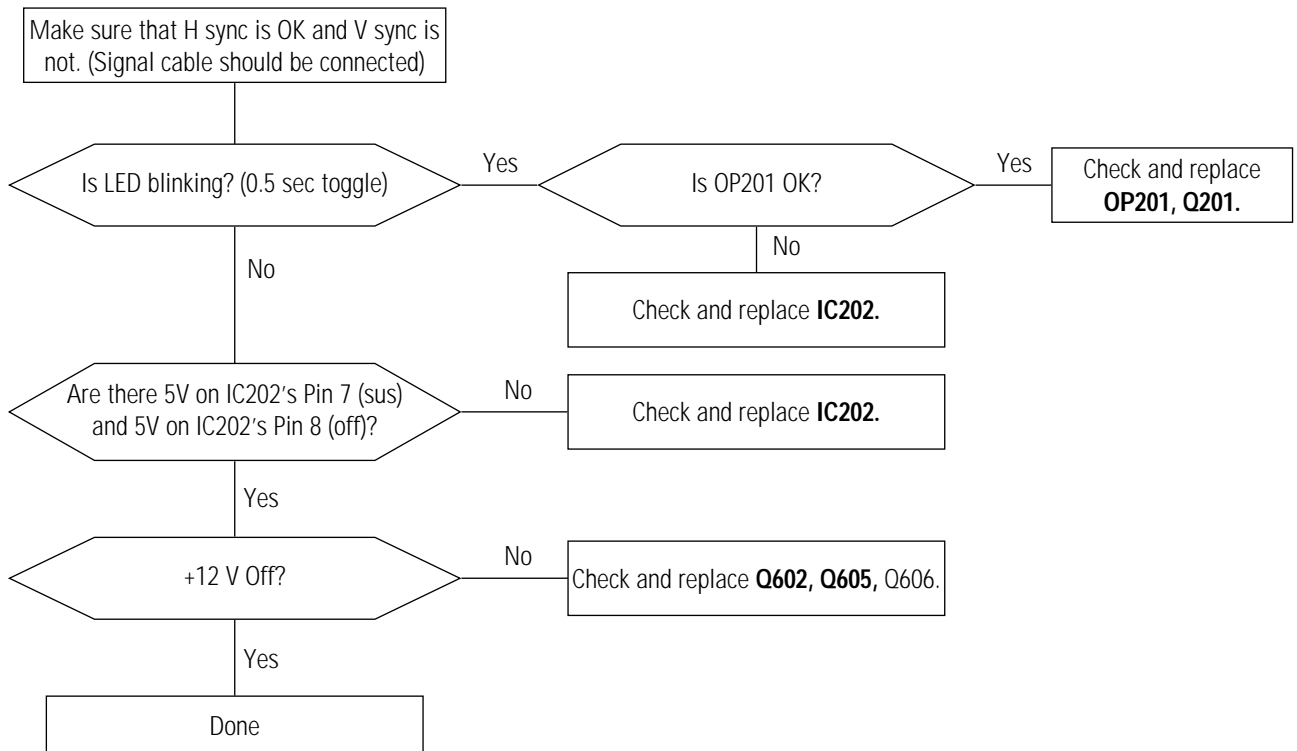 Make sure that H sync is OK and V sync is
not. (Signal cable should be connected)
Is LED blinking? (0.5 sec toggle)
Yes
Is OP201 OK?
Yes
Check and replace
OP201, Q201.
No
No
Check and replace IC202.
Are there 5V on IC202's Pin 7 (sus)
and 5V on IC202's Pin 8 (off)?
No
Check and replace IC202.
Yes
+12 V Off?
No
Check and replace Q602, Q605, Q606.
Yes
Done